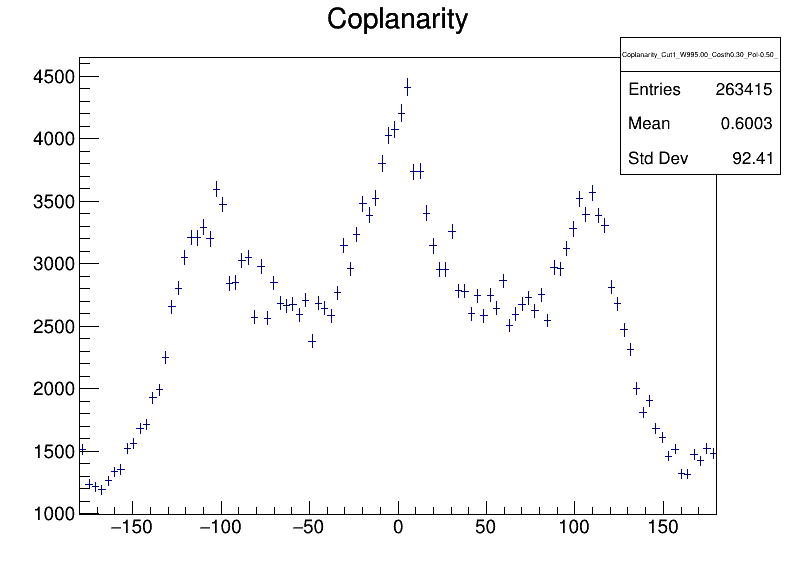 Coplanarity
Coplanarity_Cut1_W995.00_Costh0.30_Pol-0.50_
Entries 263415
Mean 0.6003
Std Dev 92.41
4500
4000
3500
3000
2500
2000
1500
1000
−150 −100 −50 0 50 100 150